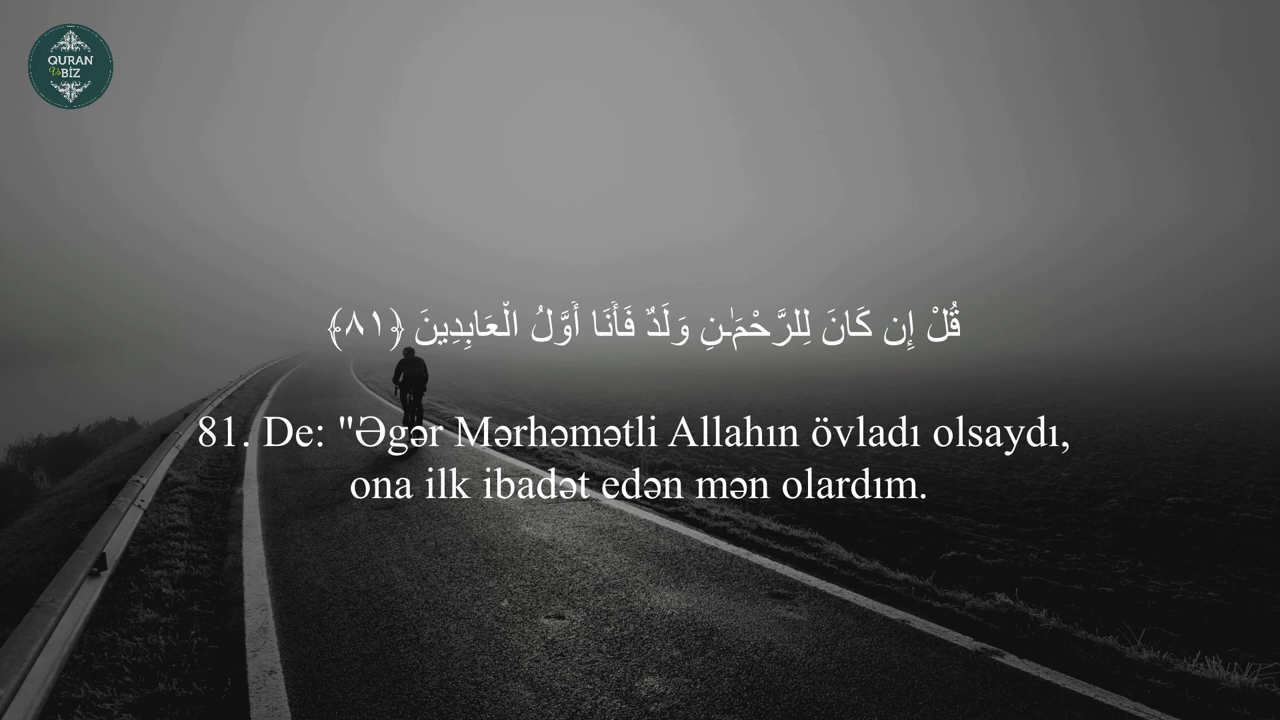 QURAN
Və BİZ
قُلْ إِن كَانَ لِلرَّحْمَـٰنِ وَلَدٌ فَأَنَا أَوَّلُ الْعَابِدِينَ ﴿٨١﴾
81. De: "Əgər Mərhəmətli Allahın övladı olsaydı,
ona ilk ibadət edən mən olardım.